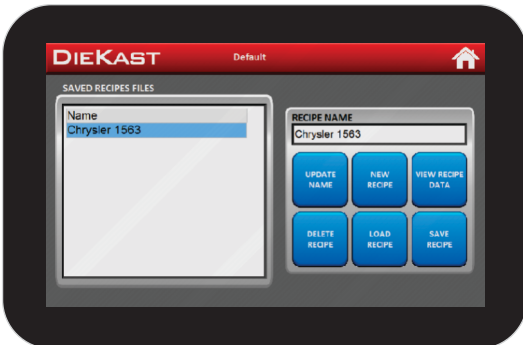 DIEKAST
Default
SAVED RECIPES FILES
Name
Chrysler 1563
RECIPE NAME
Chrysler 1563
UPDATE
NAME
NEW
RECIPE
VIEW RECIPE
DATA
DELETE
RECIPE
LOAD
RECIPE
SAVE
RECIPE